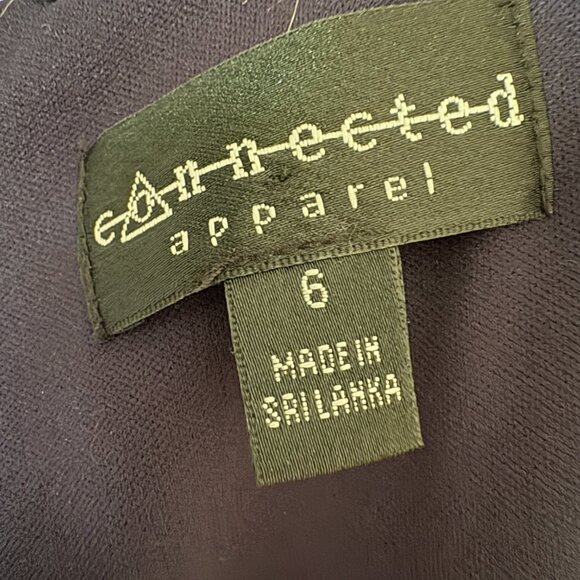 connected
apparel
6
MADE IN
SRI LANKA